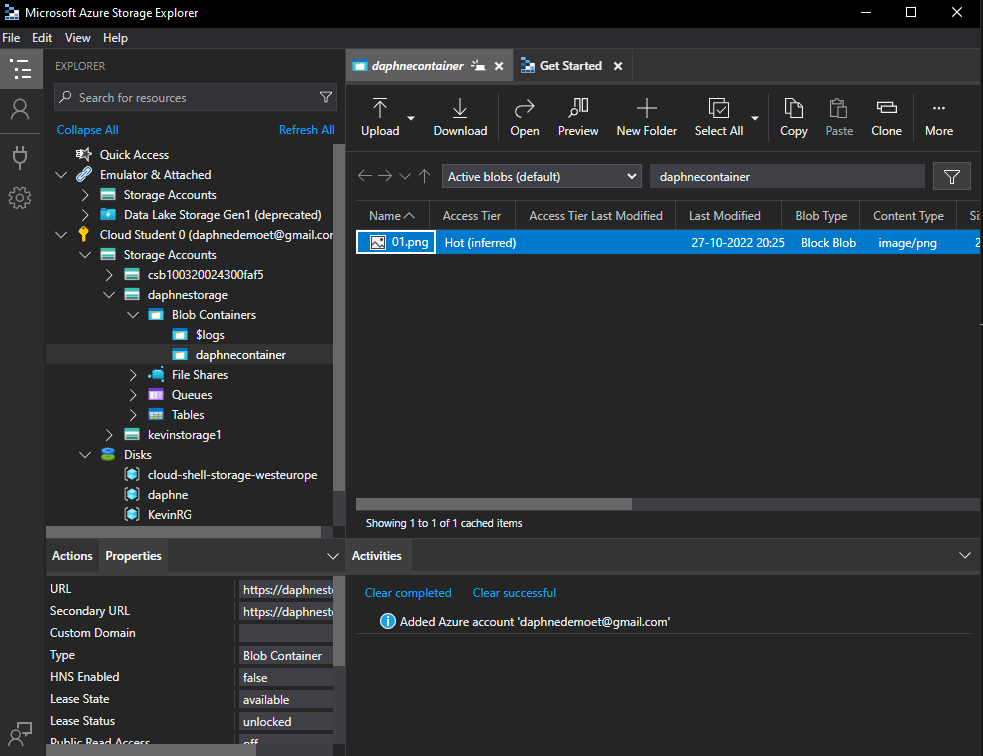 Microsoft Azure Storage Explorer
File Edit View Help
EXPLORER
Search for resources
Collapse All Refresh All
Quick Access
Emulator & Attached
Storage Accounts
Data Lake Storage Gen1 (deprecated)
Cloud Student 0 (daphnedemoet@gmail.com
Storage Accounts
csb100320024300faf5
daphnestorage
Blob Containers
$logs
daphnecontainer
File Shares
Queues
Tables
kevinstorage1
Disks
cloud-shell-storage-westeurope
daphne
KevinRG
Actions Properties
URL https://daphnest
Secondary URL https://daphnest
Custom Domain
Type Blob Container
HNS Enabled false
Lease State available
Lease Status unlocked
Public Read Access off
daphnecontainer Get Started
Upload Download Open Preview New Folder Select All Copy Paste Clone More
Active blobs (default) daphnecontainer
Name Access Tier Access Tier Last Modified Last Modified Blob Type Content Type Si
01.png Hot (inferred) 27-10-2022 20:25 Block Blob image/png 2
Showing 1 to 1 of 1 cached items
Activities
Clear completed Clear successful
Added Azure account 'daphnedemoet@gmail.com'